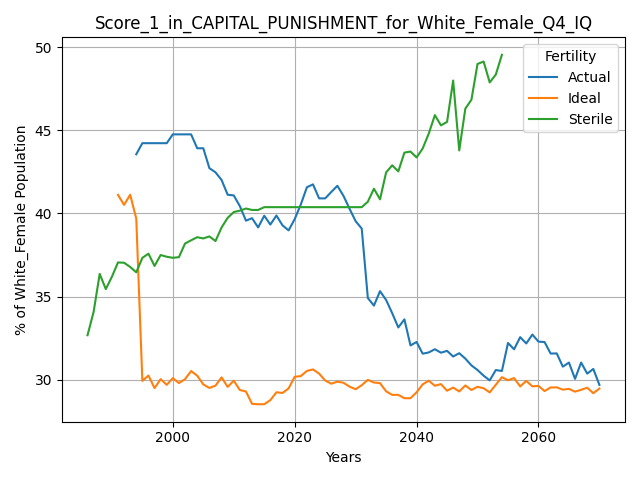 Score_1_in_CAPITAL_PUNISHMENT_for_White_Female_Q4_IQ
% of White_Female Population
50
45
40
35
30
2000
2020
2040
2060
Years
Fertility
Actual
Ideal
Sterile